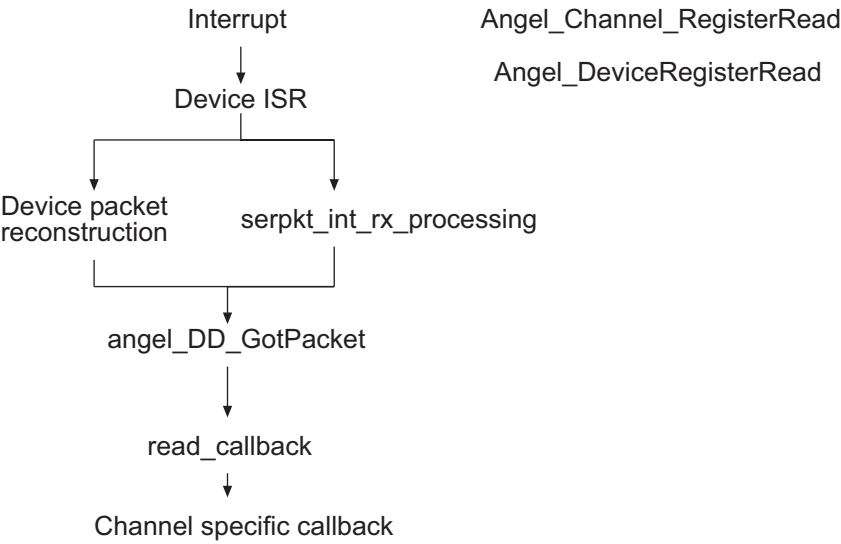 Interrupt
Angel_Channel_RegisterRead
Angel_DeviceRegisterRead
Device ISR
Device packet
reconstruction
serpkt_int_rx_processing
angel_DD_GotPacket
read_callback
Channel specific callback